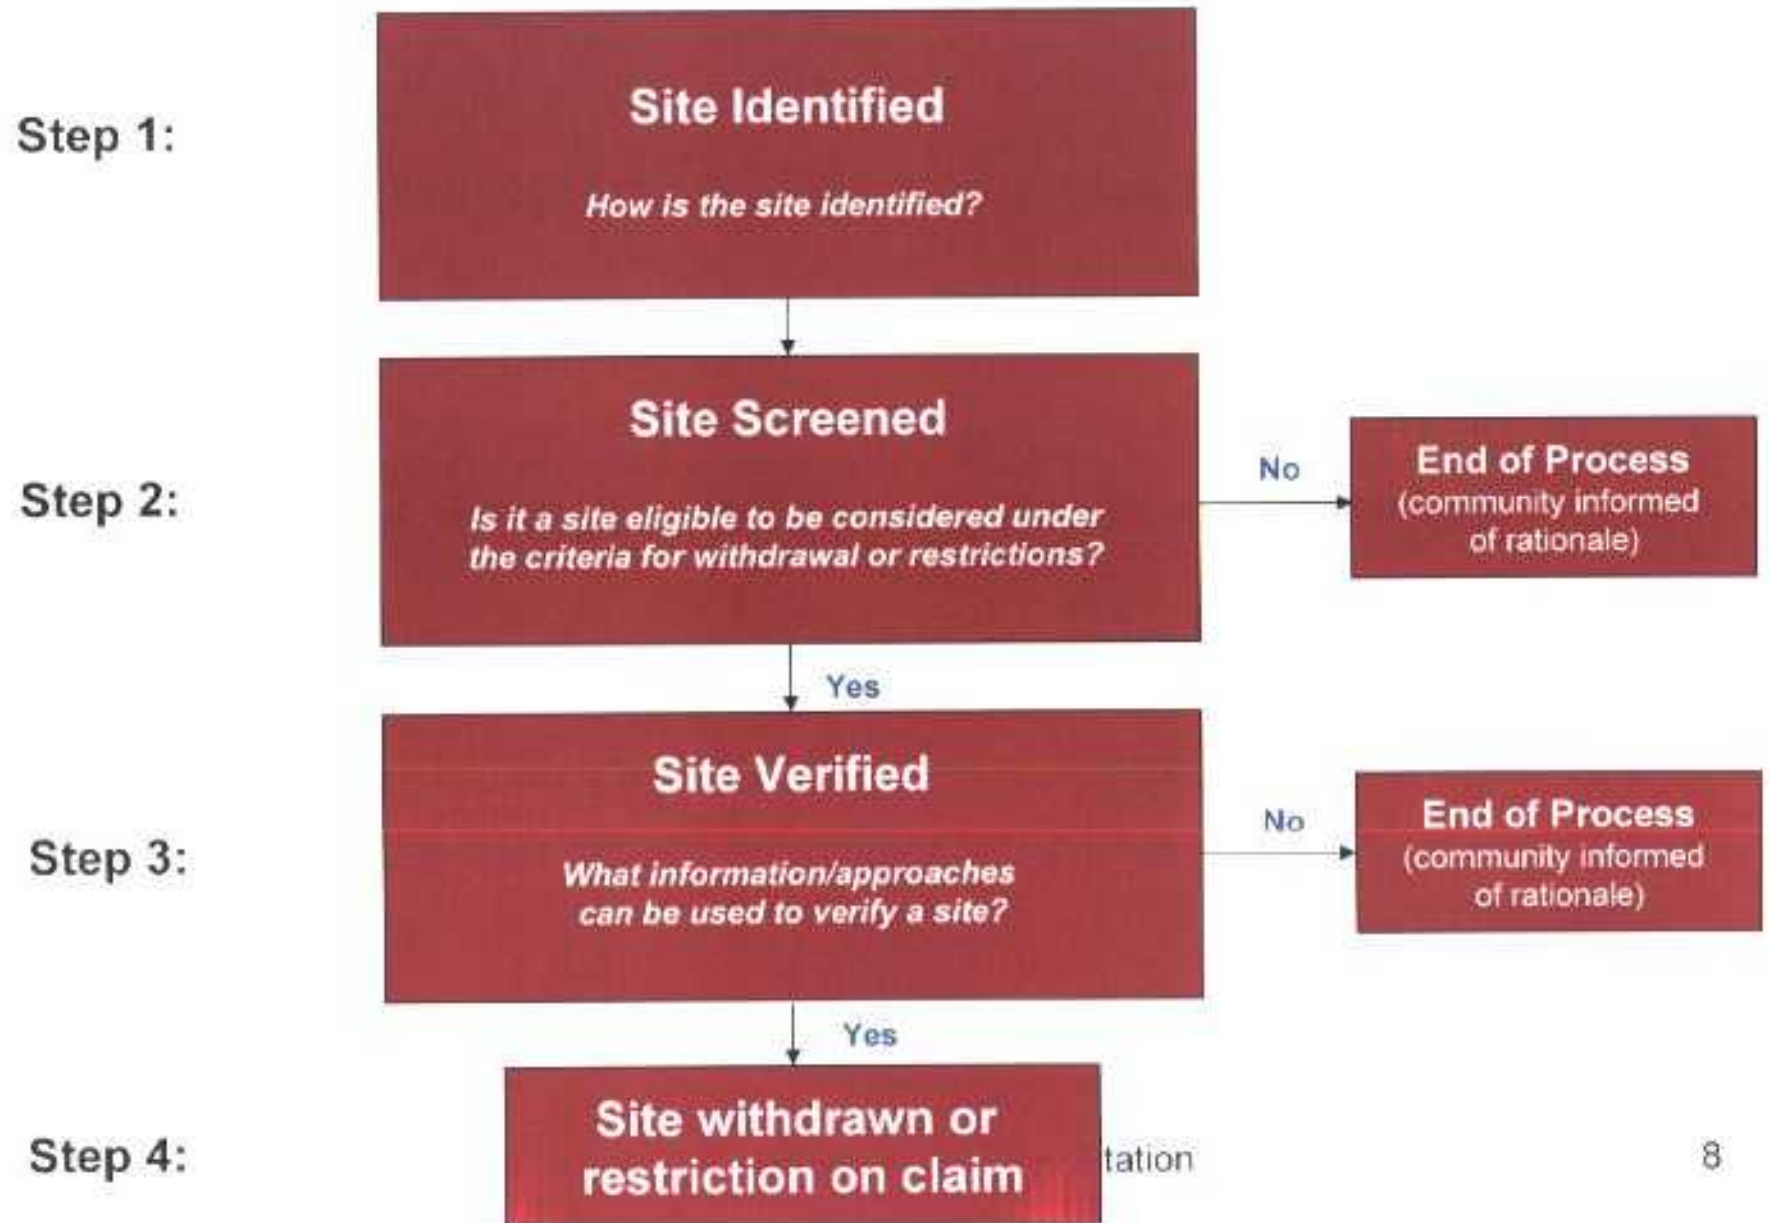 Step 1:
Site Identified
How is the site identified?
Step 2:
Site Screened
Is it a site eligible to be considered under
the criteria for withdrawal or restrictions?
No
End of Process
(community informed
of rationale)
Yes
Step 3:
Site Verified
What information/approaches
can be used to verify a site?
No
End of Process
(community informed
of rationale)
Yes
Step 4:
Site withdrawn or
restriction on claim
tation
8